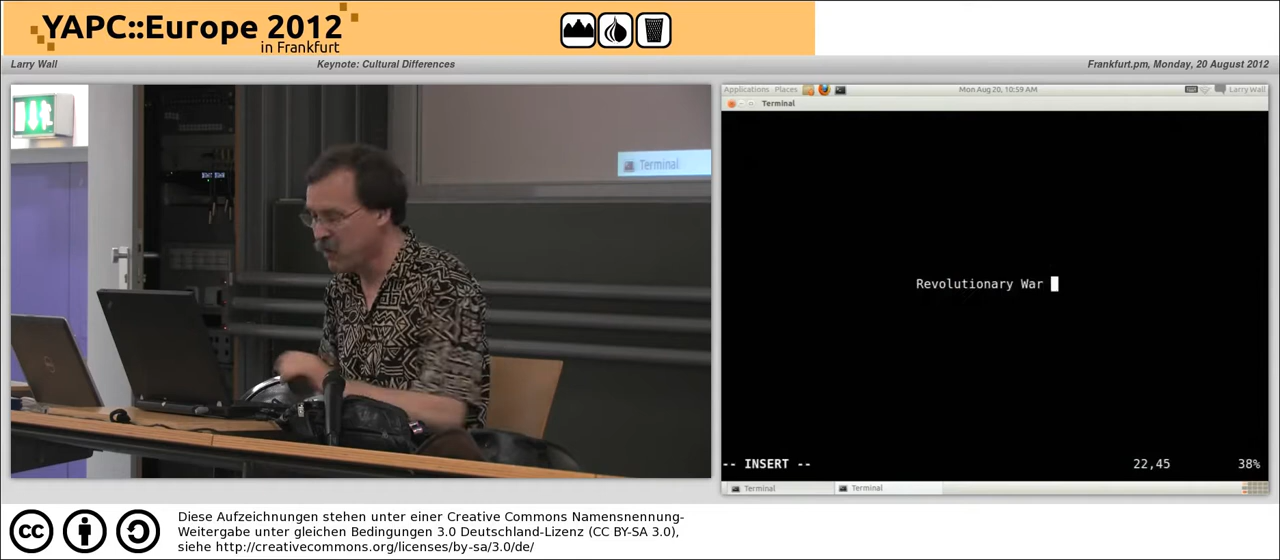 YAPC::Europe 2012
in Frankfurt
Larry Wall
Keynote: Cultural Differences
Frankfurt.pm, Monday, 20 August 2012
Terminal
Applications Places
Mon Aug 20, 10:59 AM
Larry Wall
Terminal
Revolutionary War
-- INSERT --
22,45
38%
Terminal
Terminal
cc
Diese Aufzeichnungen stehen unter einer Creative Commons Namensnennung-
Weitergabe unter gleichen Bedingungen 3.0 Deutschland-Lizenz (CC BY-SA 3.0),
siehe http://creativecommons.org/licenses/by-sa/3.0/de/